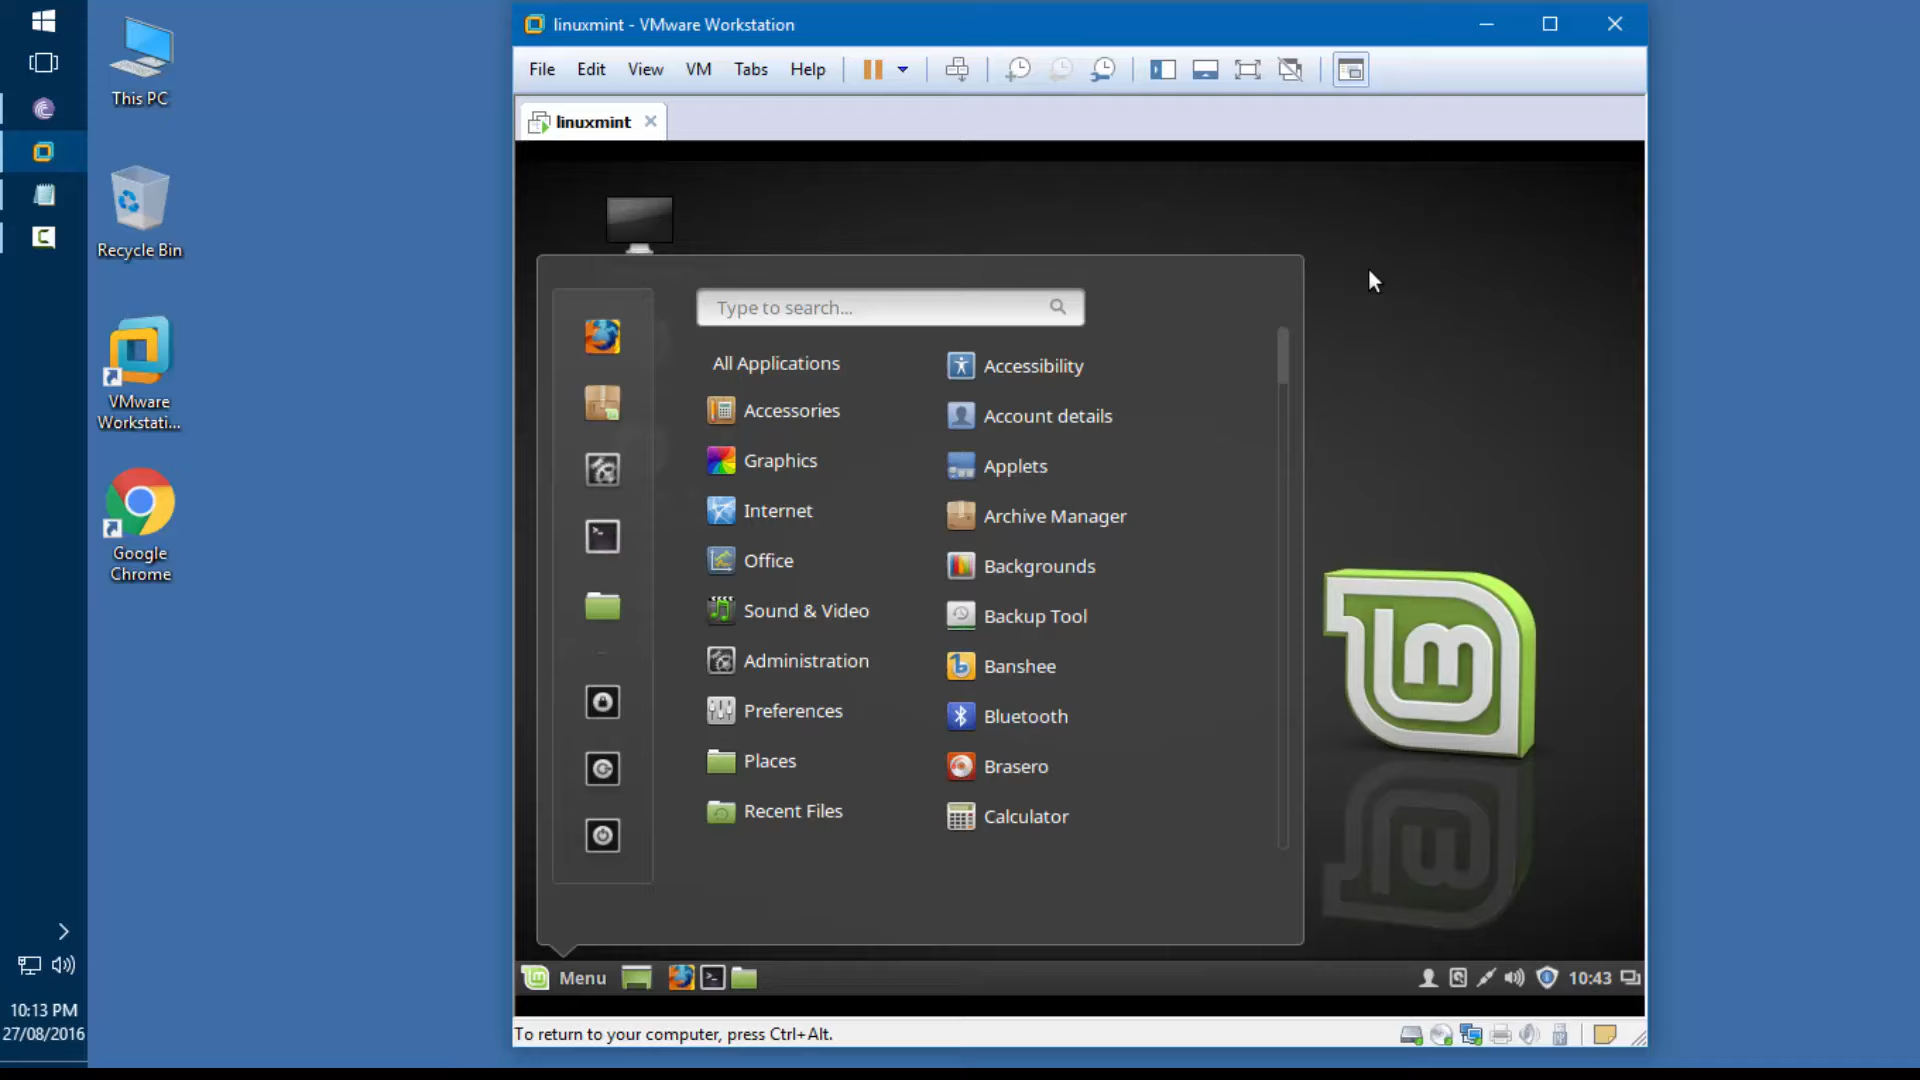 This PC
Recycle Bin
VMware
Workstati...
Google
Chrome
10:13 PM
27/08/2016
linuxmint - VMware Workstation
File Edit View VM Tabs Help
linuxmint
Type to search...
All Applications
Accessories
Graphics
Internet
Office
Sound & Video
Administration
Preferences
Places
Recent Files
Accessibility
Account details
Applets
Archive Manager
Backgrounds
Backup Tool
Banshee
Bluetooth
Brasero
Calculator
Menu
10:43
To return to your computer, press Ctrl+Alt.